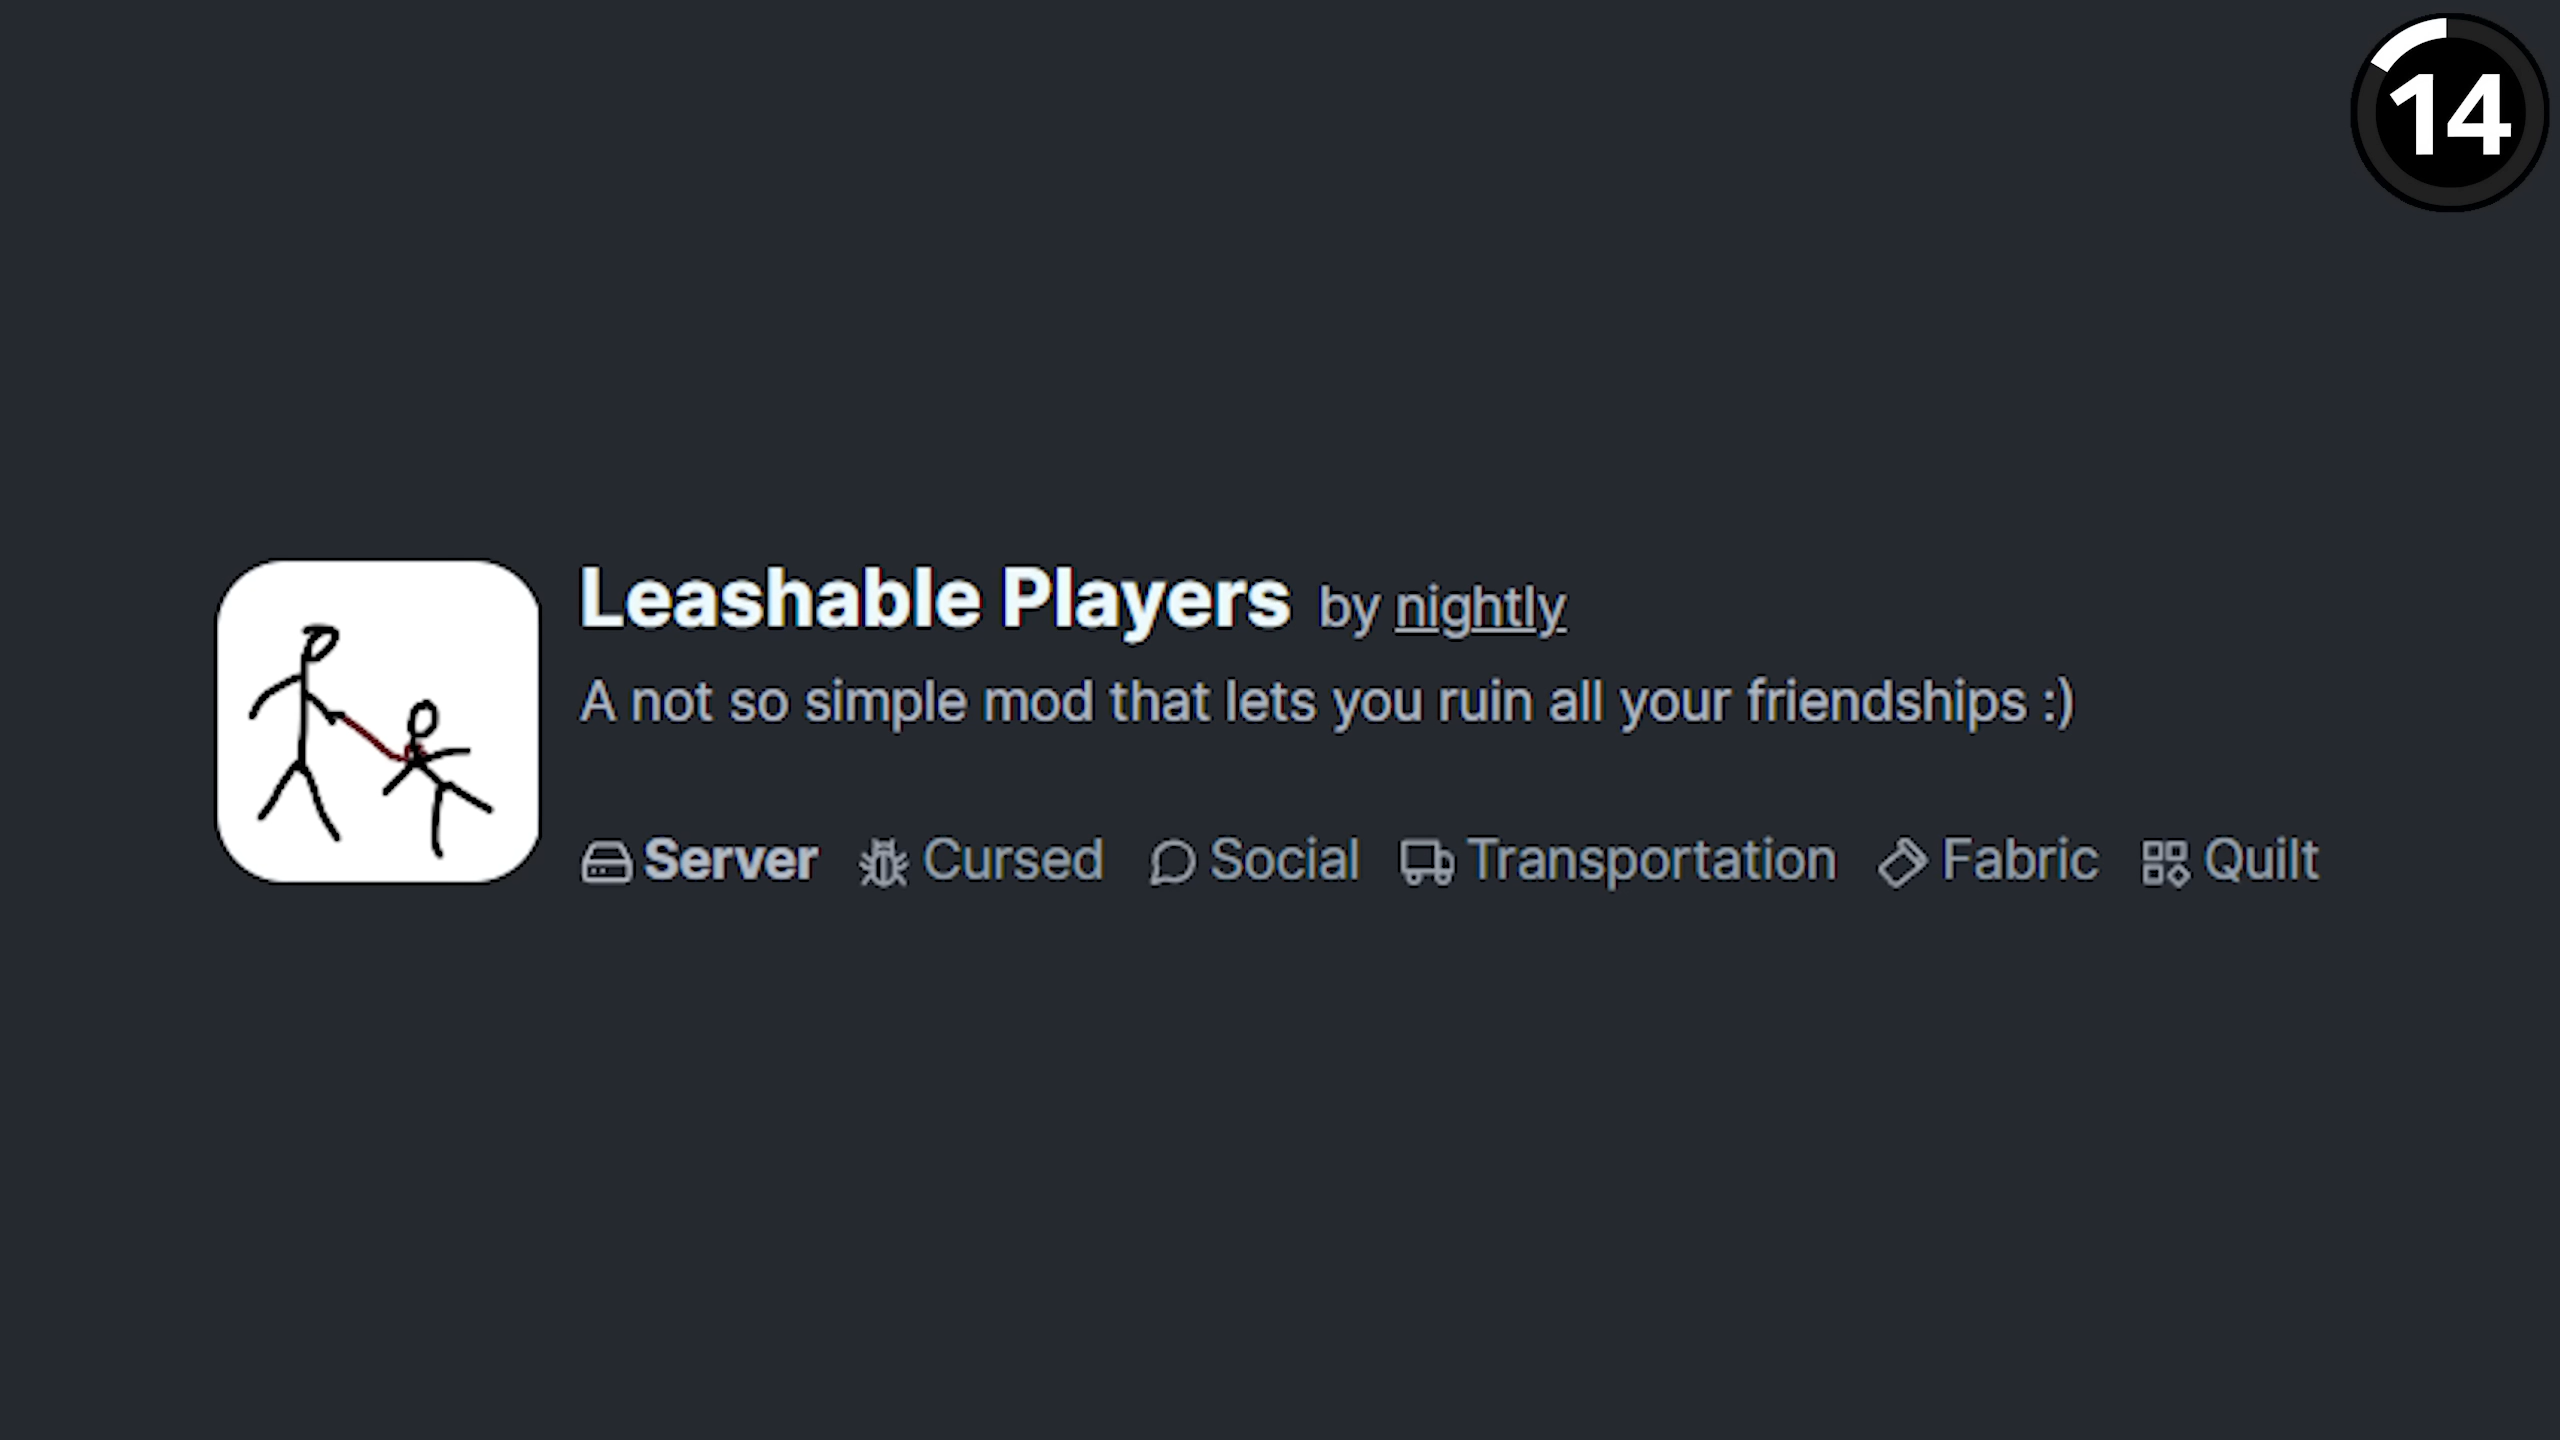 14
Leashable Players by nightly
A not so simple mod that lets you ruin all your friendships :)
Server Cursed Social Transportation Fabric Quilt